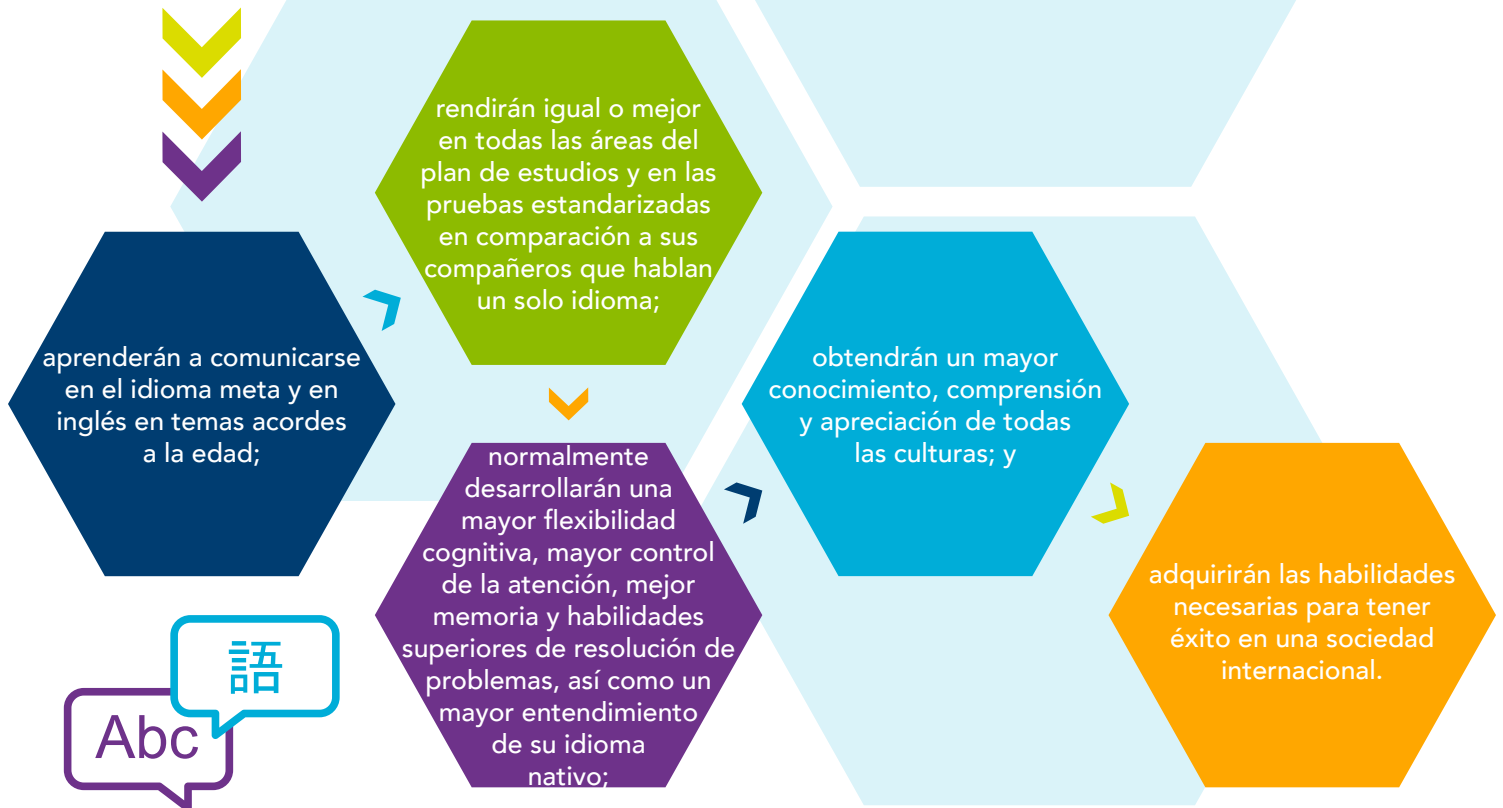 aprenderán a comunicarse
en el idioma meta y en
inglés en temas acordes
a la edad;
rendirán igual o mejor
en todas las áreas del
plan de estudios y en las
pruebas estandarizadas
en comparación a sus
compañeros que hablan
un solo idioma;
normalmente
desarrollarán una
mayor flexibilidad
cognitiva, mayor control
de la atención, mejor
memoria y habilidades
superiores de resolución de
problemas, así como un
mayor entendimiento
de su idioma
nativo;
obtendrán un mayor
conocimiento, comprensión
y apreciación de todas
las culturas; y
adquirirán las habilidades
necesarias para tener
éxito en una sociedad
internacional.
語
Abc